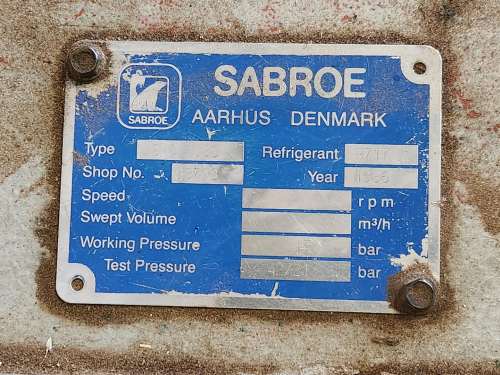 SABROE
SABROE
AARHUS DENMARK
Type Refrigerant
Shop No. Year
Speed r p m
Swept Volume m³/h
Working Pressure bar
Test Pressure bar